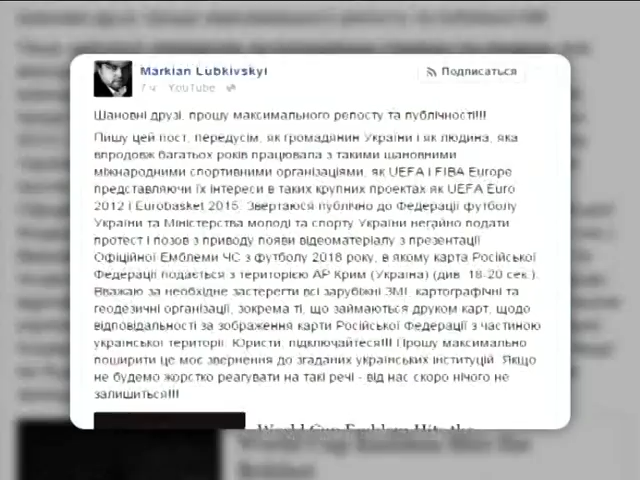 Markian Lubkivskyi
Подписаться
7 ч · YouTube
Шановні друзі, прошу максимального репосту та публічності!!!
Пишу цей пост, передусім, як громадянин України і як людина, яка
впродовж багатьох років працювала з такими шановними
міжнародними спортивними організаціями, як UEFA і FIBA Europe
представляючи їх інтереси в таких крупних проектах як UEFA Euro
2012 і Eurobasket 2015. Звертаюся публічно до Федерації футболу
України та Міністерства молоді та спорту України негайно подати
протест і позов з приводу появи відеоматеріалу з презентації
Офіційної Емблеми ЧС з футболу 2018 року, в якому карта Російської
Федерації подається з територією АР Крим (Україна) (див. 18-20 сек.).
Вважаю за необхідне застерегти всі зарубіжні ЗМІ, картографічні та
геодезичні організації, зокрема ті, що займаються друком карт, щодо
відповідальності за зображення карти Російської Федерації з частиною
української території. Юристи, підключайтеся!!! Прошу максимально
поширити це моє звернення до згаданих українських інституцій. Якщо
не будемо жорстко реагувати на такі речі - від нас скоро нічого не
залишиться!!!
World Cup Emblem Hits the